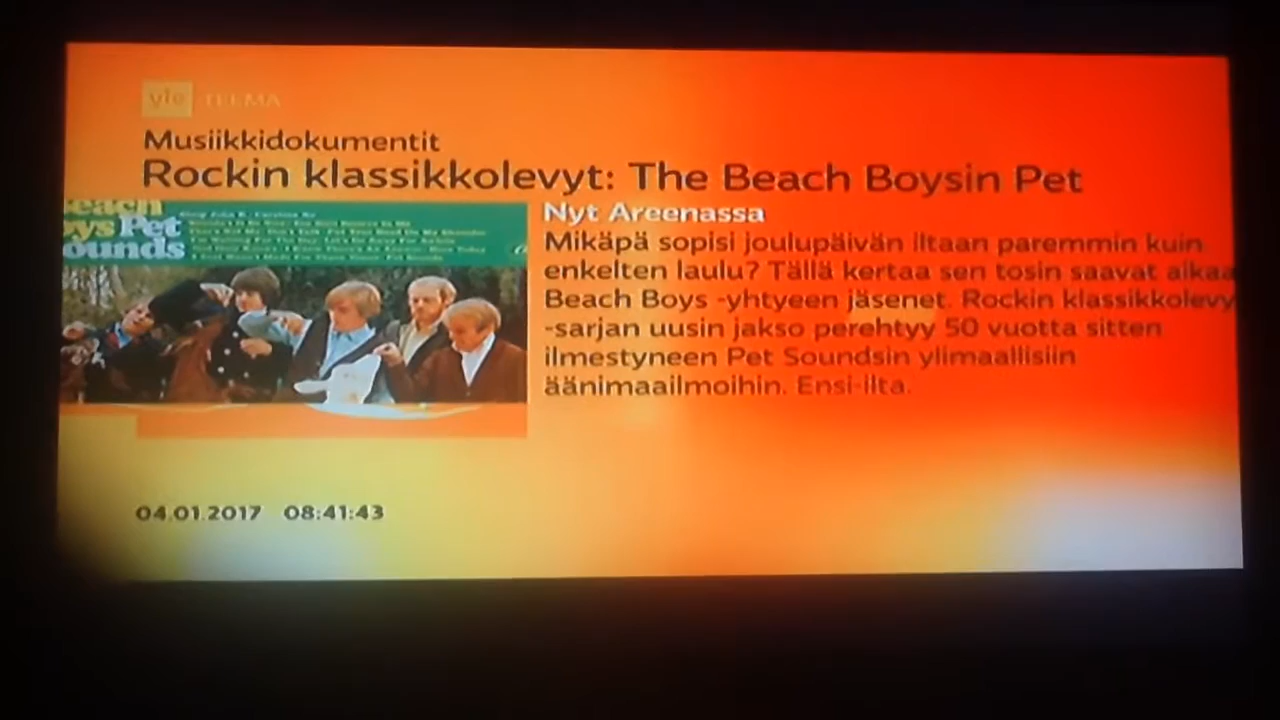 yle TEEMA
Musiikkidokumentit
Rockin klassikkolevyt: The Beach Boysin Pet
Beach
Boys Pet
Sounds
Nyt Areenassa
Mikäpä sopisi joulupäivän iltaan paremmin kuin
enkelten laulu? Tällä kertaa sen tosin saavat aikaa
Beach Boys -yhtyeen jäsenet. Rockin klassikkolevy
-sarjan uusin jakso perehtyy 50 vuotta sitten
ilmestyneen Pet Soundsin ylimaallisiin
äänimaailmoihin. Ensi-ilta.
04.01.2017 08:41:43